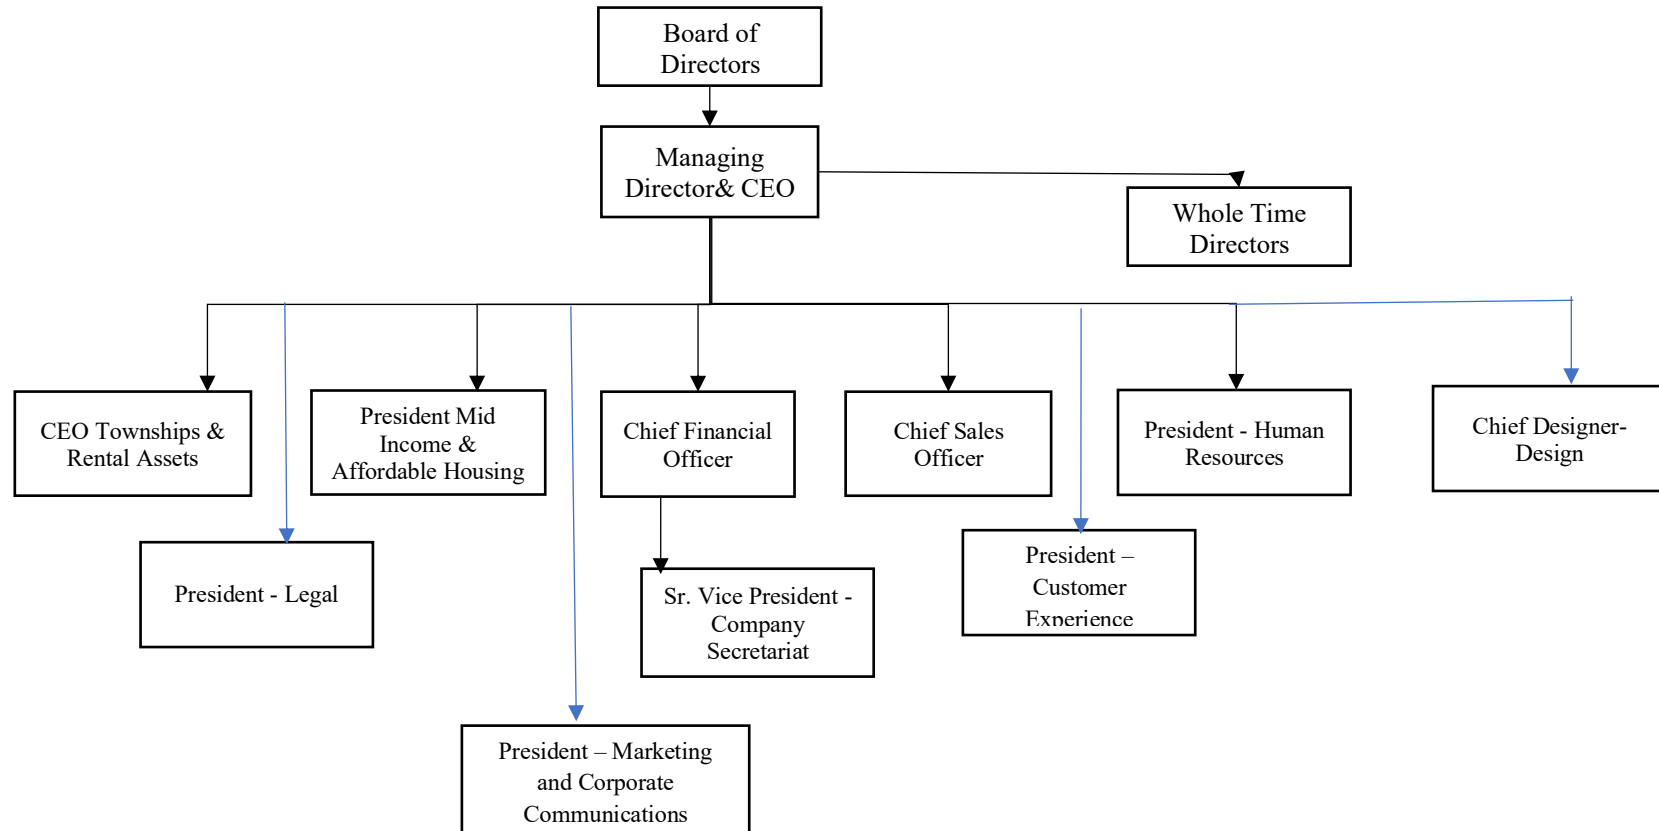 Board of
Directors
Managing
Director& CEO
Whole Time
Directors
CEO Townships &
Rental Assets
President Mid
Income &
Affordable Housing
Chief Financial
Officer
Chief Sales
Officer
President - Human
Resources
Chief Designer-
Design
President - Legal
Sr. Vice President -
Company
Secretariat
President –
Customer
Experience
President – Marketing
and Corporate
Communications